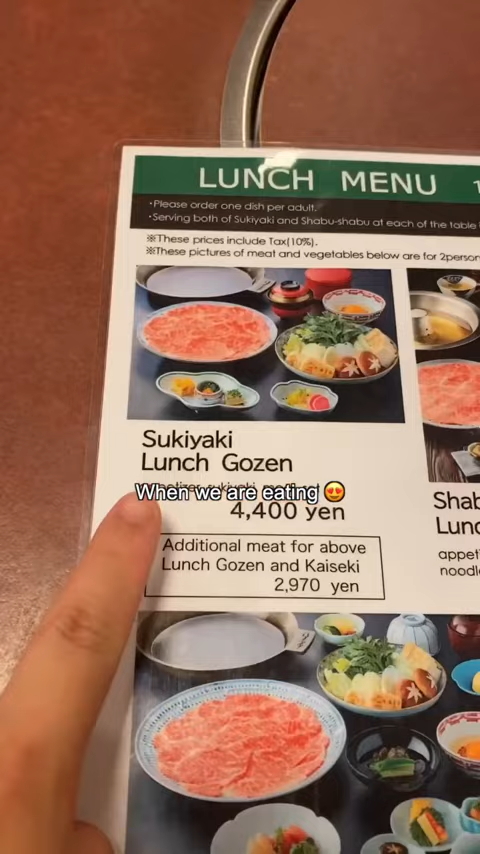 LUNCH MENU
・Please order one dish per adult.
・Serving both of Sukiyaki and Shabu-shabu at each of the table
※These prices include Tax(10%).
※These pictures of meat and vegetables below are for 2person
Sukiyaki
Lunch Gozen
When we are eating 😍
4,400 yen
Additional meat for above
Lunch Gozen and Kaiseki
2,970 yen
Shab
Lunc
appeti
noodle